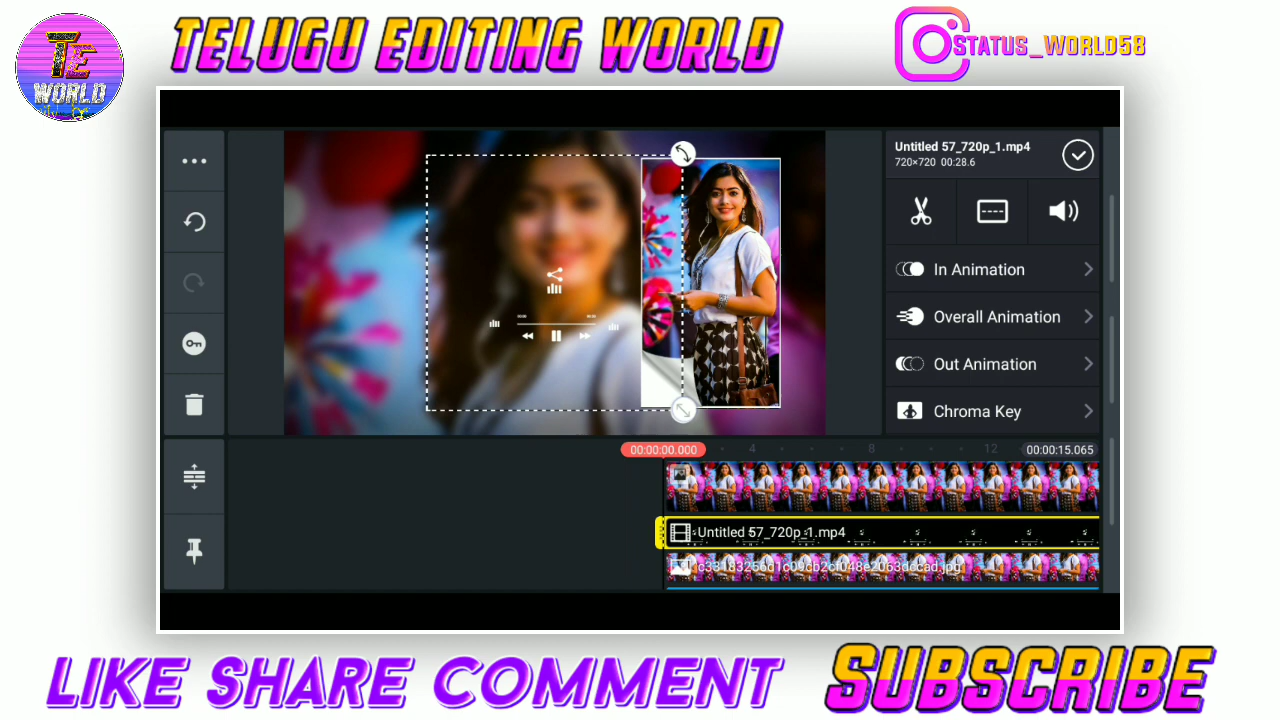 TE
WORLD
TELUGU EDITING WORLD
STATUS_WORLD58
Untitled 57_720p_1.mp4
720×720 00:28.6
In Animation
Overall Animation
Out Animation
Chroma Key
00:00:00.000
4
8
12
00:00:15.065
Untitled 57_720p_1.mp4
LIKE SHARE COMMENT
SUBSCRIBE